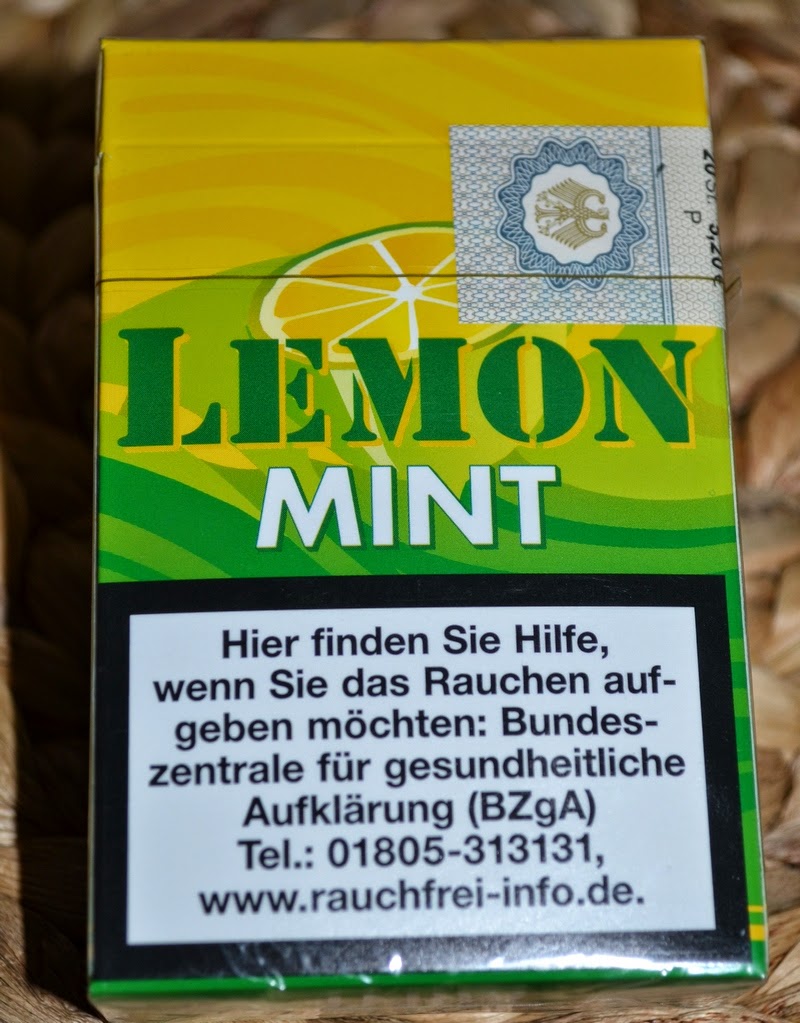 LEMON
MINT
Hier finden Sie Hilfe,
wenn Sie das Rauchen auf-
geben möchten: Bundes-
zentrale für gesundheitliche
Aufklärung (BZgA)
Tel.: 01805-313131,
www.rauchfrei-info.de.